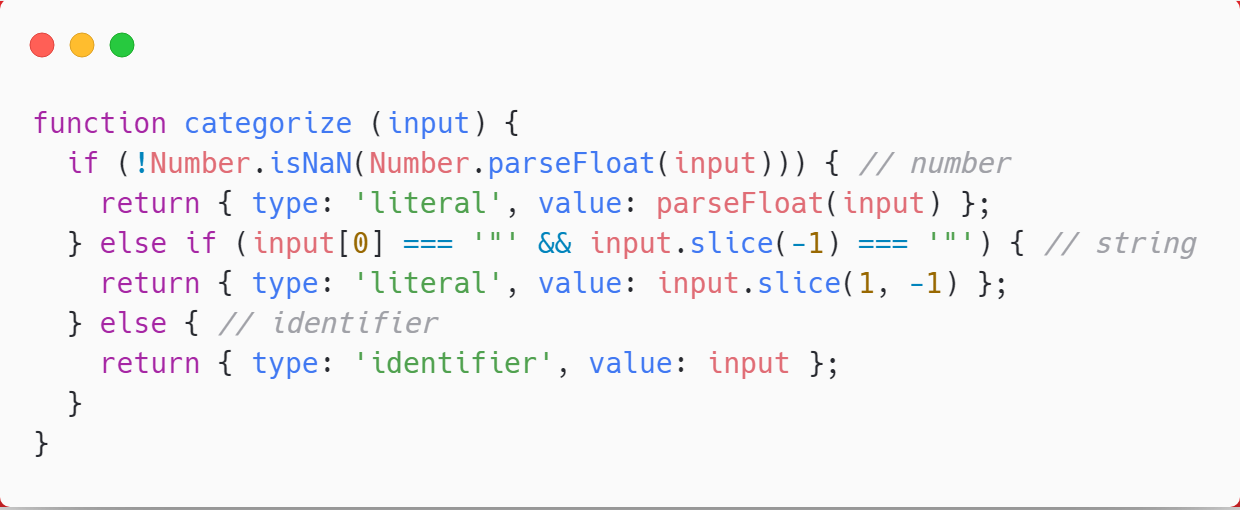 function categorize (input) {
  if (!Number.isNaN(Number.parseFloat(input))) { // number
    return { type: 'literal', value: parseFloat(input) };
  } else if (input[0] === '"' && input.slice(-1) === '"') { // string
    return { type: 'literal', value: input.slice(1, -1) };
  } else { // identifier
    return { type: 'identifier', value: input };
  }
}